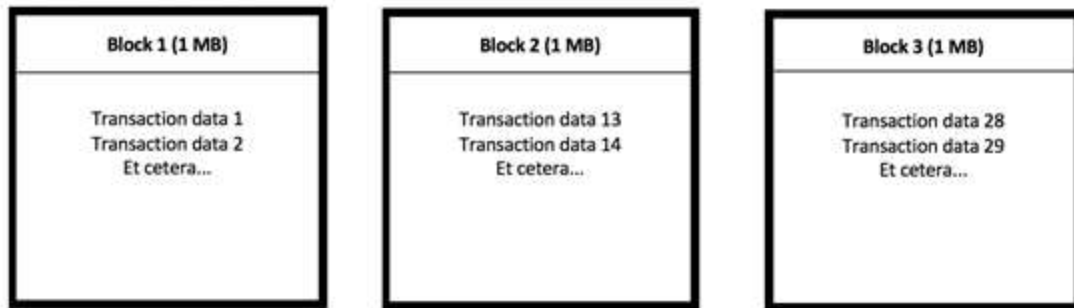 Block 1 (1 MB)
Transaction data 1
Transaction data 2
Et cetera...
Block 2 (1 MB)
Transaction data 13
Transaction data 14
Et cetera...
Block 3 (1 MB)
Transaction data 28
Transaction data 29
Et cetera...